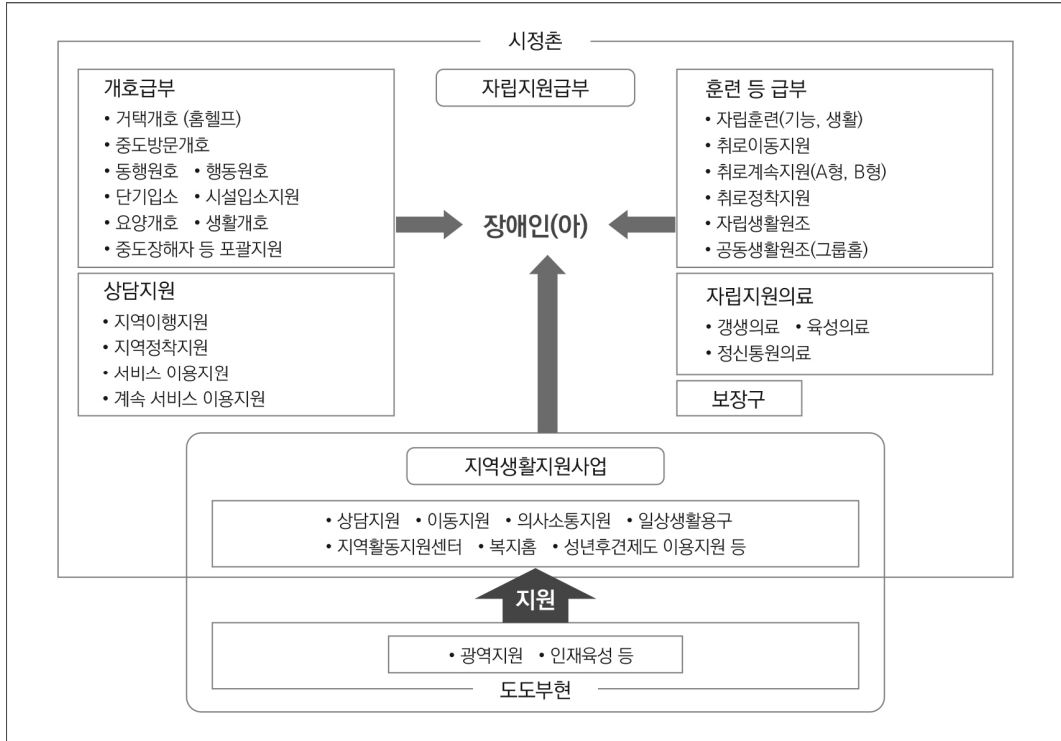 시정촌
개호급부
• 거택개호 (홈헬프)
• 중도방문개호
• 동행원호 • 행동원호
• 단기입소 • 시설입소지원
• 요양개호 • 생활개호
• 중도장해자 등 포괄지원
자립지원급부
훈련 등 급부
• 자립훈련(기능, 생활)
• 취로이동지원
• 취로계속지원(A형, B형)
• 취로정착지원
• 자립생활원조
• 공동생활원조(그룹홈)
장애인(아)
상담지원
• 지역이행지원
• 지역정착지원
• 서비스 이용지원
• 계속 서비스 이용지원
자립지원의료
• 갱생의료 • 육성의료
• 정신통원의료
보장구
지역생활지원사업
• 상담지원 • 이동지원 • 의사소통지원 • 일상생활용구
• 지역활동지원센터 • 복지홈 • 성년후견제도 이용지원 등
지원
• 광역지원 • 인재육성 등
도도부현